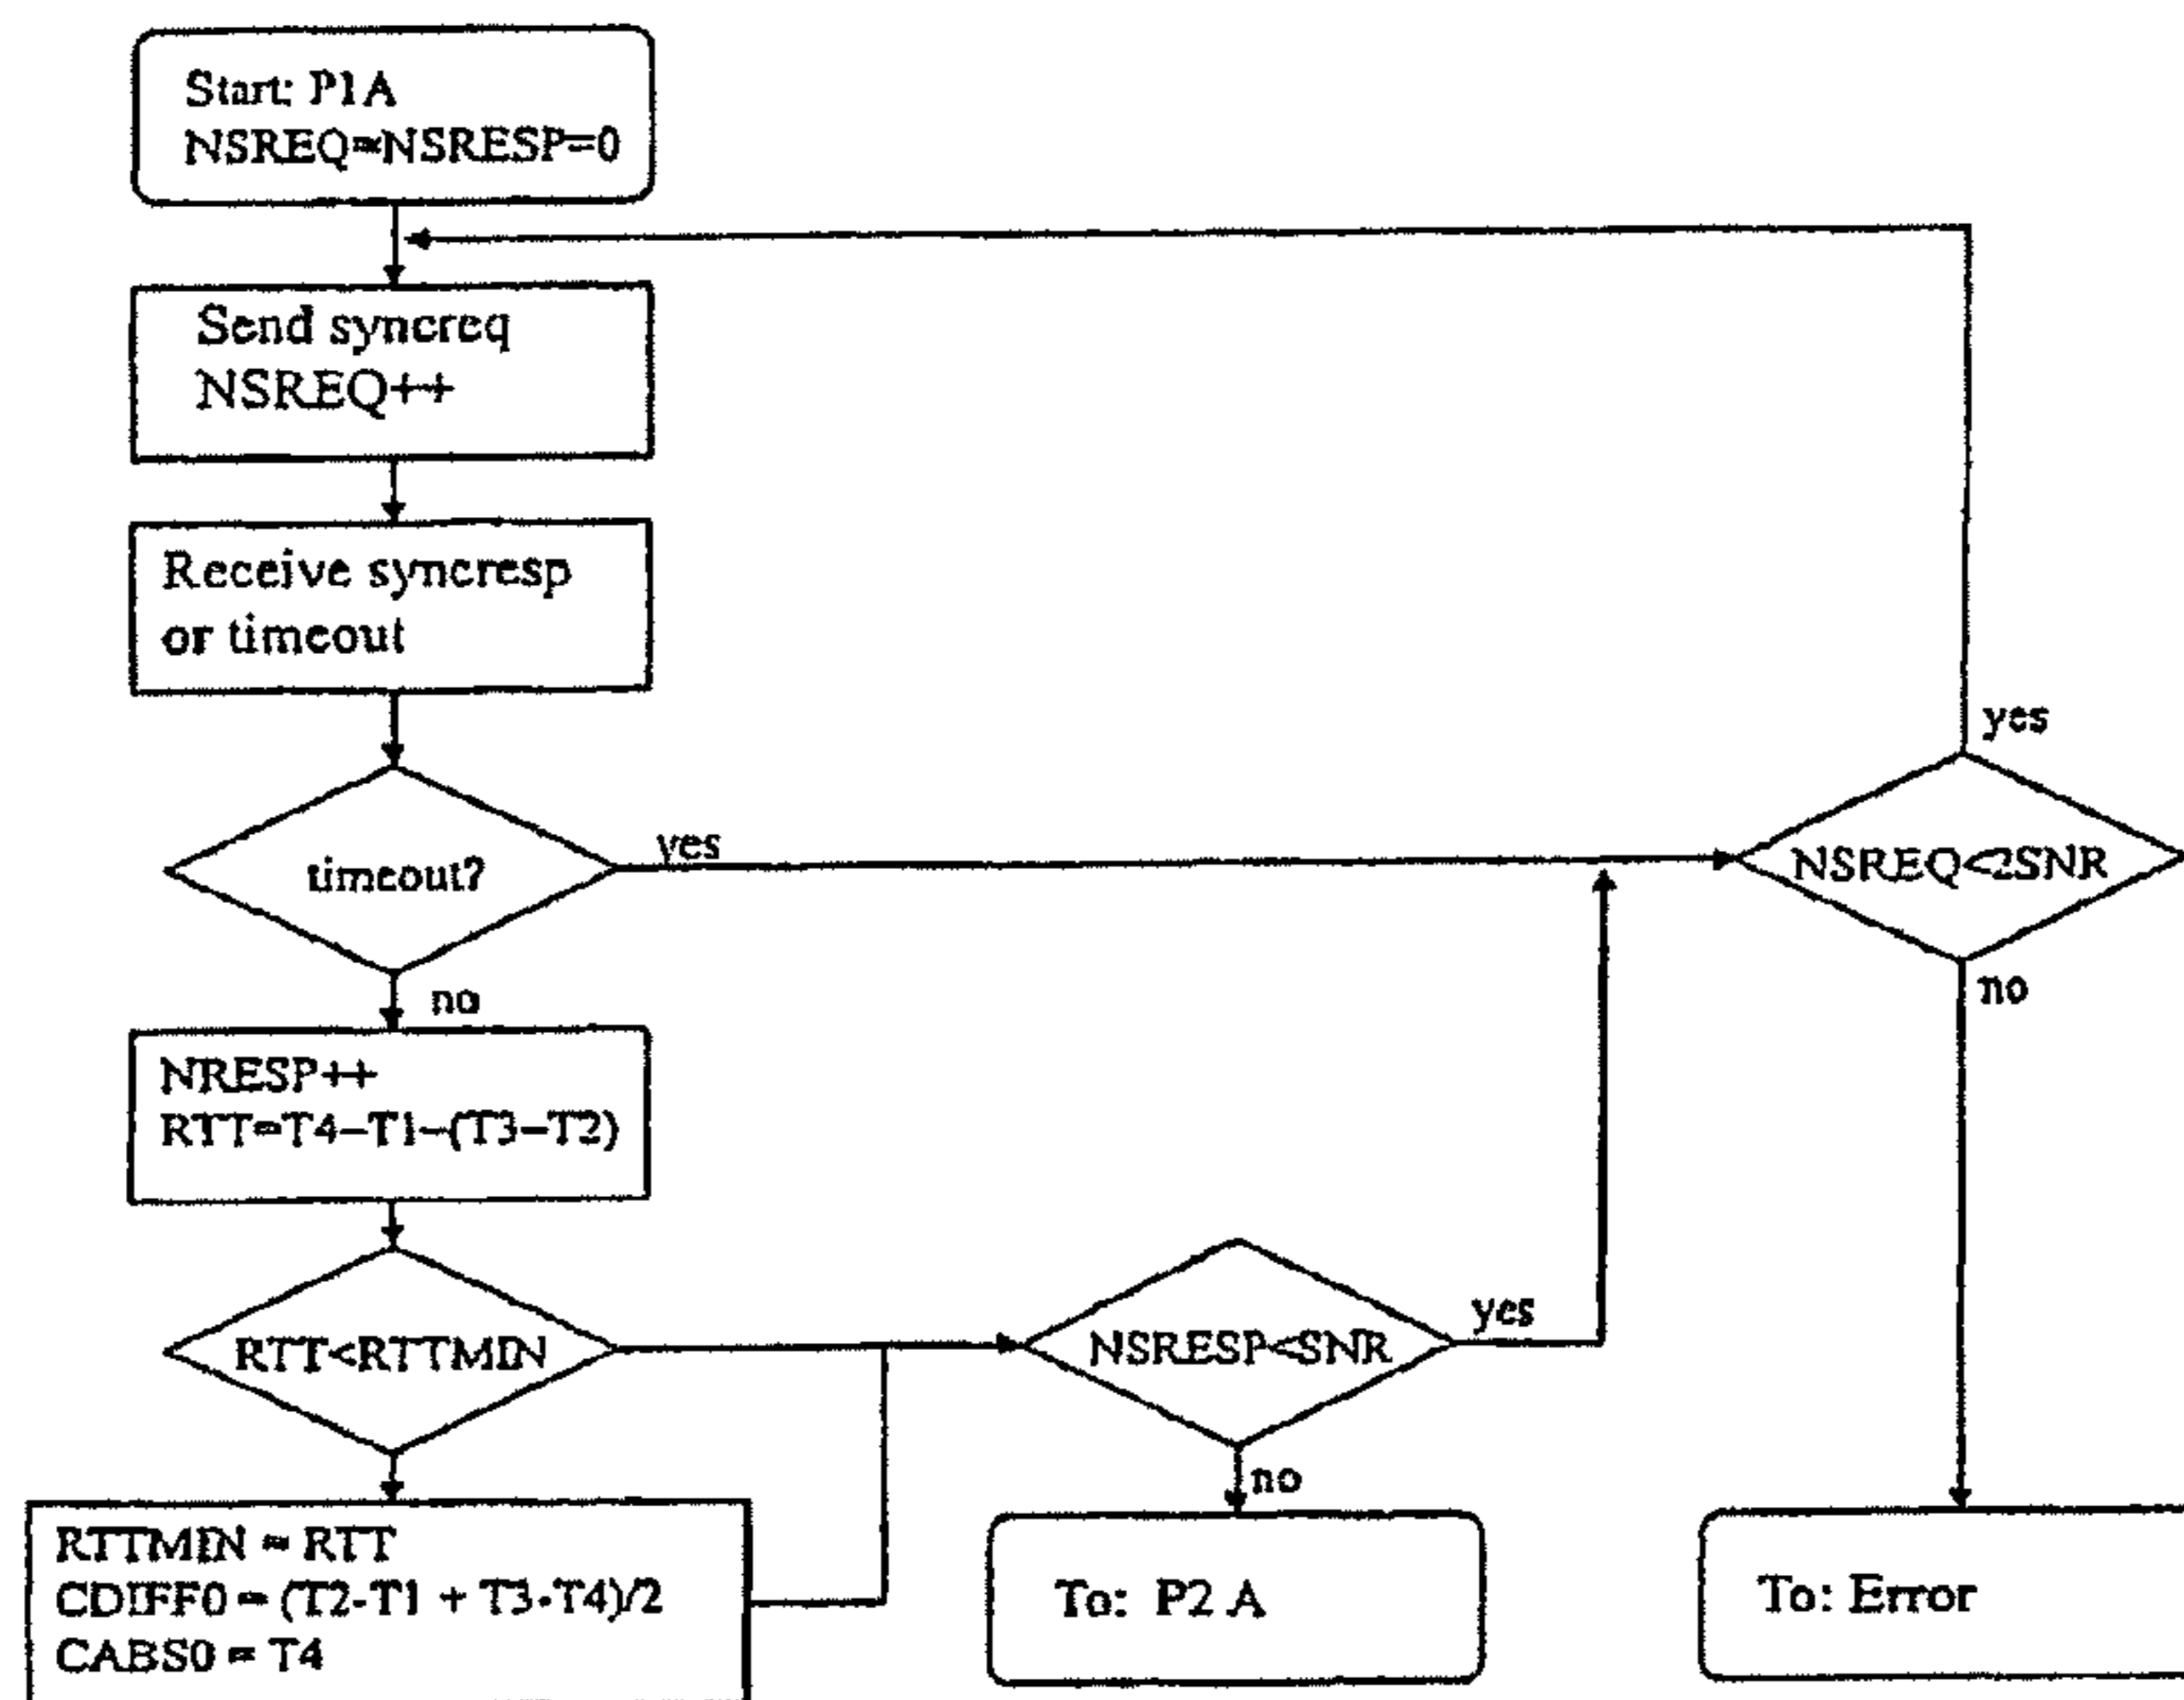 Start: P1A
NSREQ=NSRESP=0
Send syncreq
NSREQ++
Receive syncresp
or timeout
timeout?
yes
no
NSREQ<2SNR
yes
no
NRESP++
RTT=T4-T1-(T3-T2)
RTT<RTTMIN
NSRESP<SNR
yes
no
RTTMIN = RTT
CDIFF0 = (T2-T1 + T3-T4)/2
CABS0 = T4
To: P2 A
To: Error